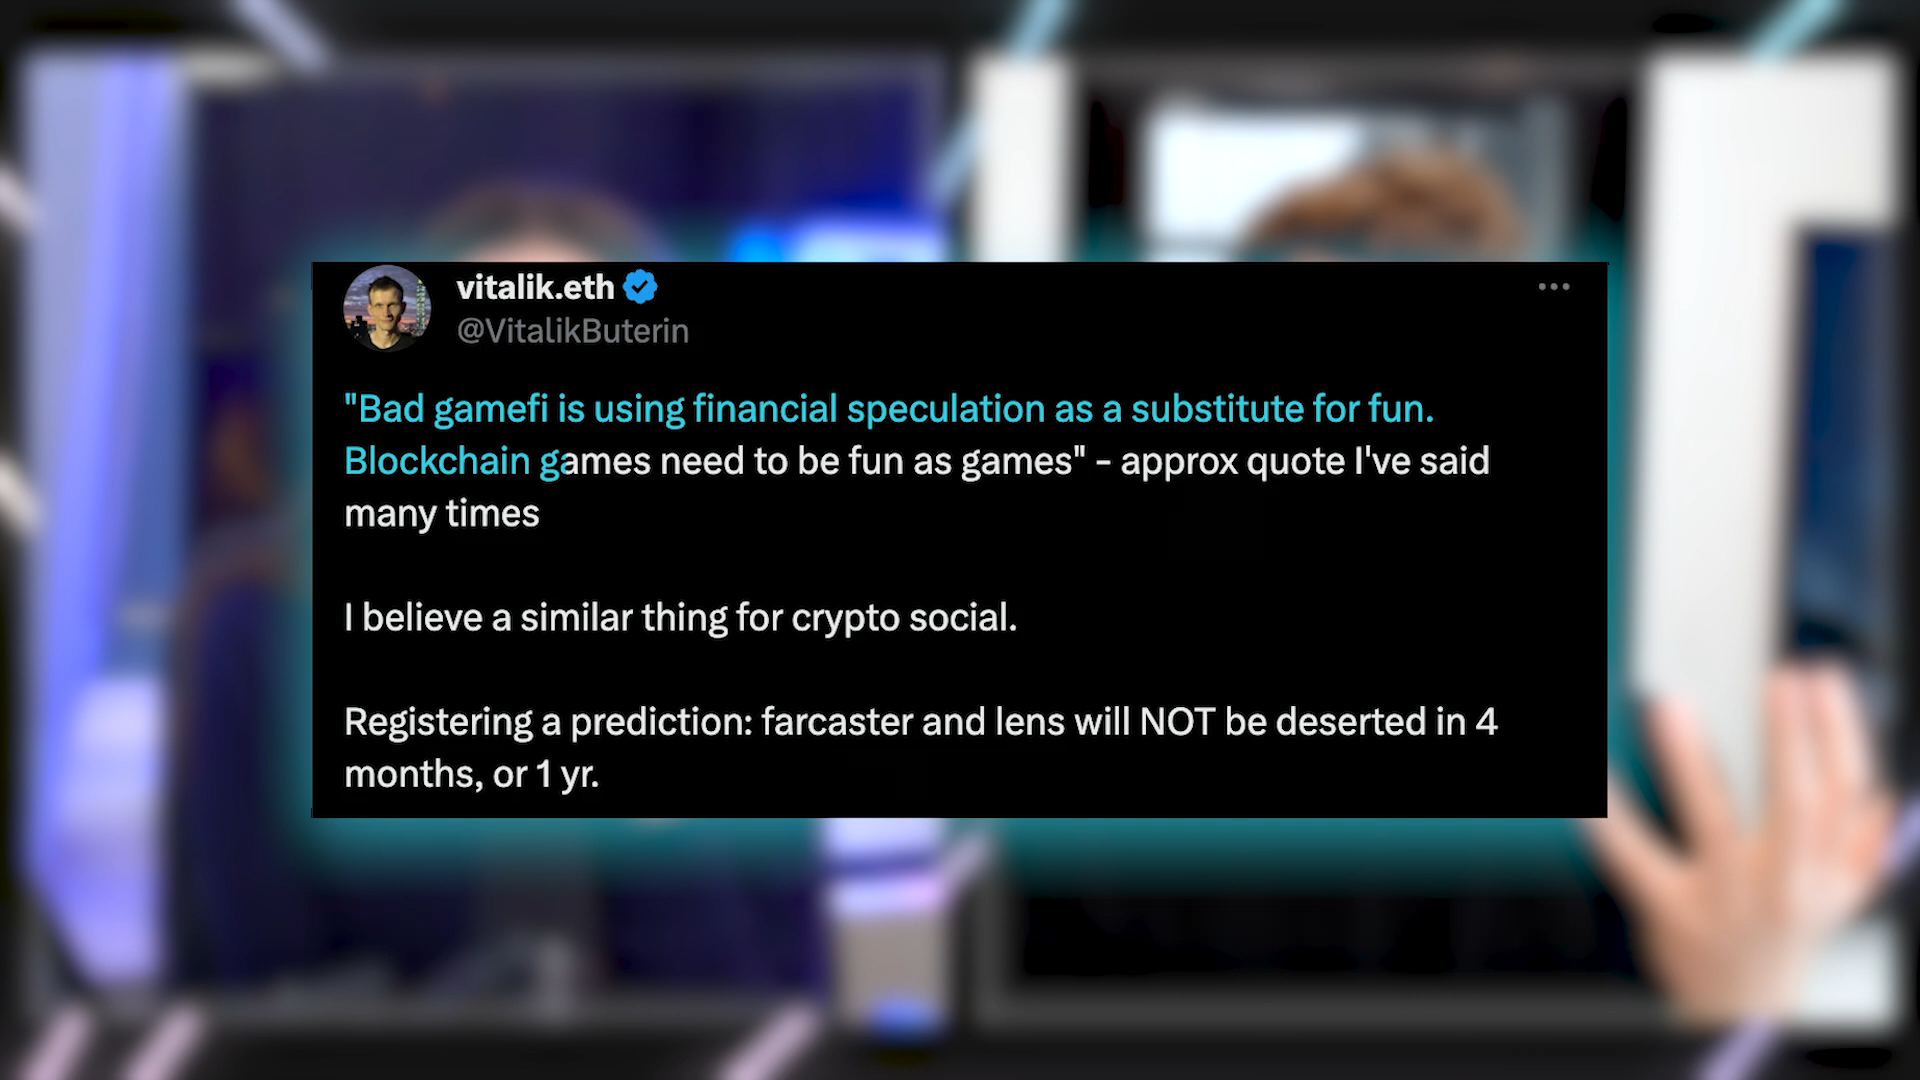 vitalik.eth
@VitalikButerin
"Bad gamefi is using financial speculation as a substitute for fun.
Blockchain games need to be fun as games" - approx quote I've said
many times
I believe a similar thing for crypto social.
Registering a prediction: farcaster and lens will NOT be deserted in 4
months, or 1 yr.